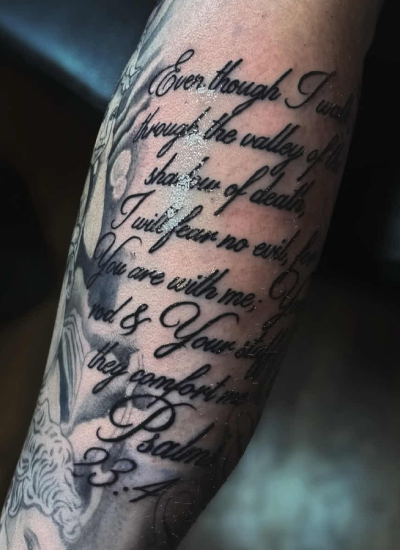 Even though I walk
through the valley of the
shadow of death,
I will fear no evil, for
You are with me; Your
rod & Your staff
they comfort me
Psalm
23:4